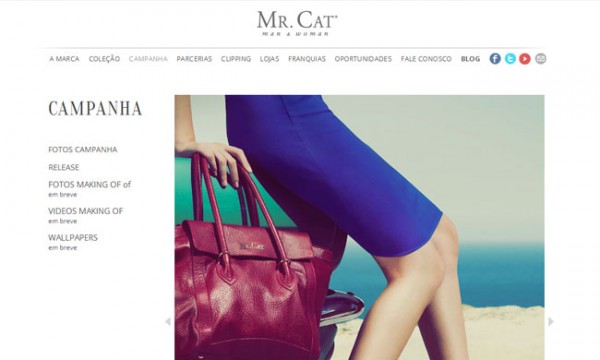 MR. CAT®
man & woman
A MARCA COLEÇÃO CAMPANHA PARCERIAS CLIPPING LOJAS FRANQUIAS OPORTUNIDADES FALE CONOSCO BLOG
CAMPANHA
FOTOS CAMPANHA
RELEASE
FOTOS MAKING OF of
em breve
VIDEOS MAKING OF
em breve
WALLPAPERS
em breve
MR. CAT